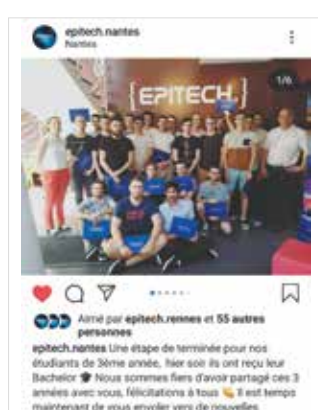 epitech.nantes
Nantes
1/6
{EPITECH.}
Aimé par epitech.rennes et 55 autres
personnes
epitech.nantes Une étape de terminée pour nos
étudiants de 3ème année, hier soir ils ont reçu leur
Bachelor 🎓 Nous sommes fiers d'avoir partagé ces 3
années avec vous, félicitations à tous 👏 Il est temps
maintenant de vous envoler vers de nouvelles